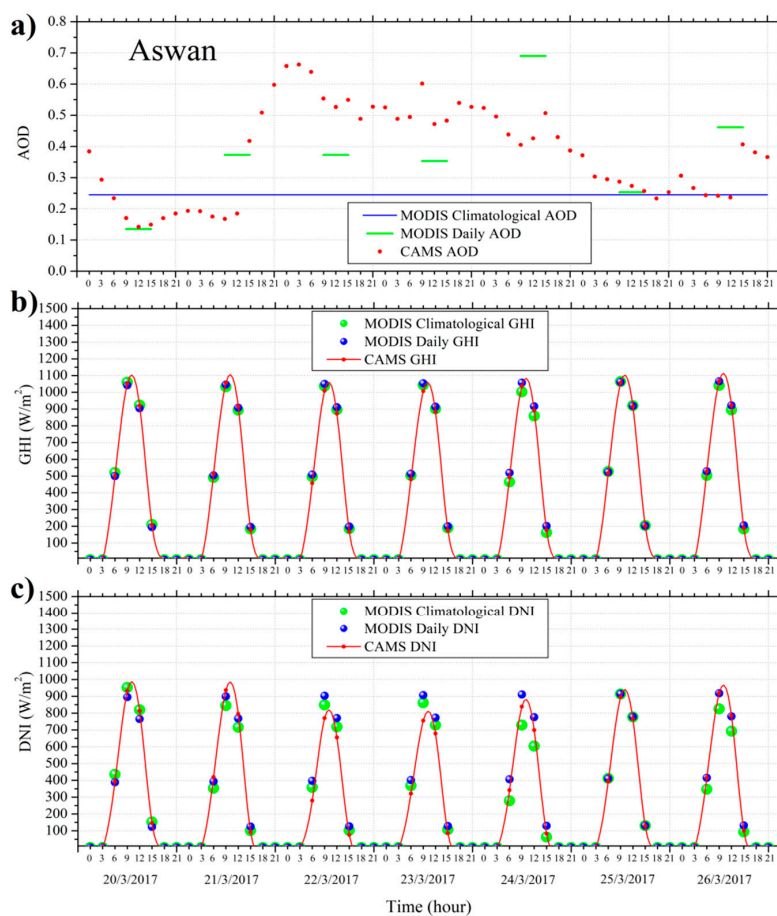 a)
Aswan
0.8
0.7
0.6
0.5
0.4
0.3
0.2
0.1
0.0
AOD
MODIS Climatological AOD
MODIS Daily AOD
CAMS AOD
0 3 6 9 12 15 18 21 0 3 6 9 12 15 18 21 0 3 6 9 12 15 18 21 0 3 6 9 12 15 18 21 0 3 6 9 12 15 18 21 0 3 6 9 12 15 18 21 0 3 6 9 12 15 18 21
b)
1500
1400
1300
1200
1100
1000
900
800
700
600
500
400
300
200
100
GHI (W/m²)
MODIS Climatological GHI
MODIS Daily GHI
CAMS GHI
0 3 6 9 12 15 18 21 0 3 6 9 12 15 18 21 0 3 6 9 12 15 18 21 0 3 6 9 12 15 18 21 0 3 6 9 12 15 18 21 0 3 6 9 12 15 18 21 0 3 6 9 12 15 18 21
c)
1500
1400
1300
1200
1100
1000
900
800
700
600
500
400
300
200
100
DNI (W/m²)
MODIS Climatological DNI
MODIS Daily DNI
CAMS DNI
0 3 6 9 12 15 18 21 0 3 6 9 12 15 18 21 0 3 6 9 12 15 18 21 0 3 6 9 12 15 18 21 0 3 6 9 12 15 18 21 0 3 6 9 12 15 18 21 0 3 6 9 12 15 18 21
20/3/2017 21/3/2017 22/3/2017 23/3/2017 24/3/2017 25/3/2017 26/3/2017
Time (hour)